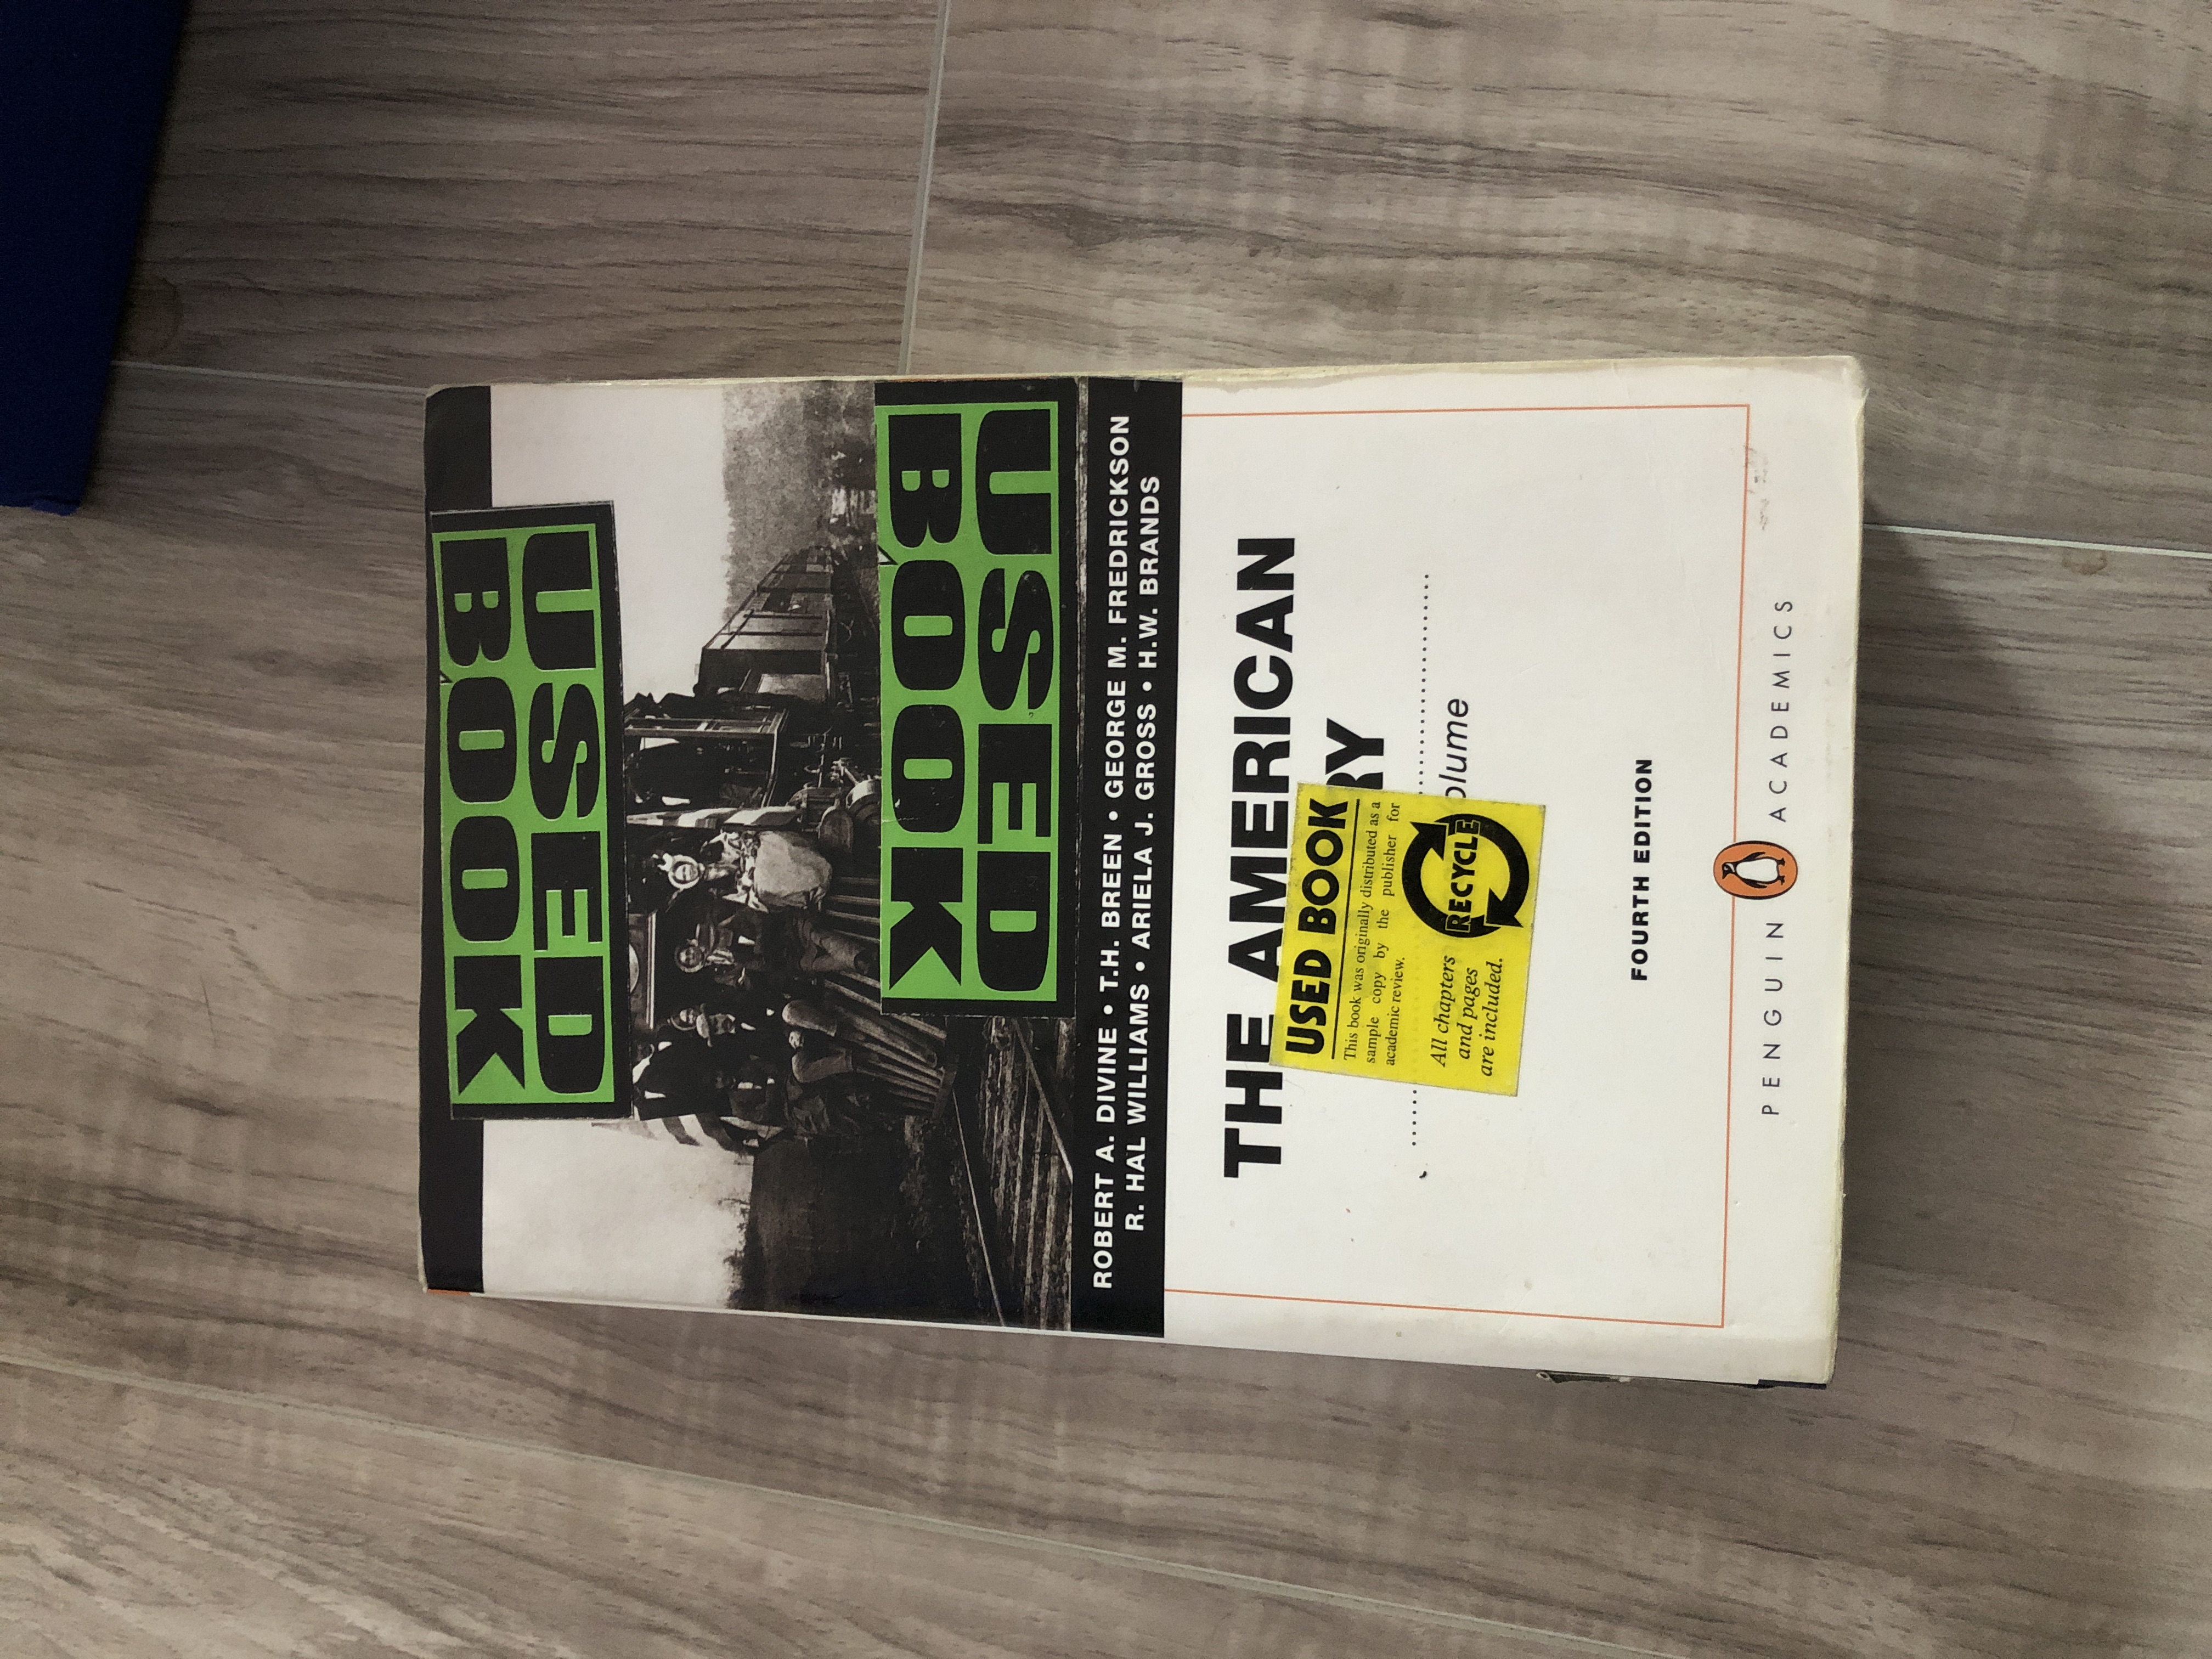 USED
BOOK
USED
BOOK
ROBERT A. DIVINE • T.H. BREEN • GEORGE M. FREDRICKSON
R. HAL WILLIAMS • ARIELA J. GROSS • H.W. BRANDS
THE AMERICAN
RY
olume
USED BOOK
This book was originally distributed as a
sample copy by the publisher for
academic review.
All chapters
and pages
are included.
RECYCLE
FOURTH EDITION
PENGUIN ACADEMICS